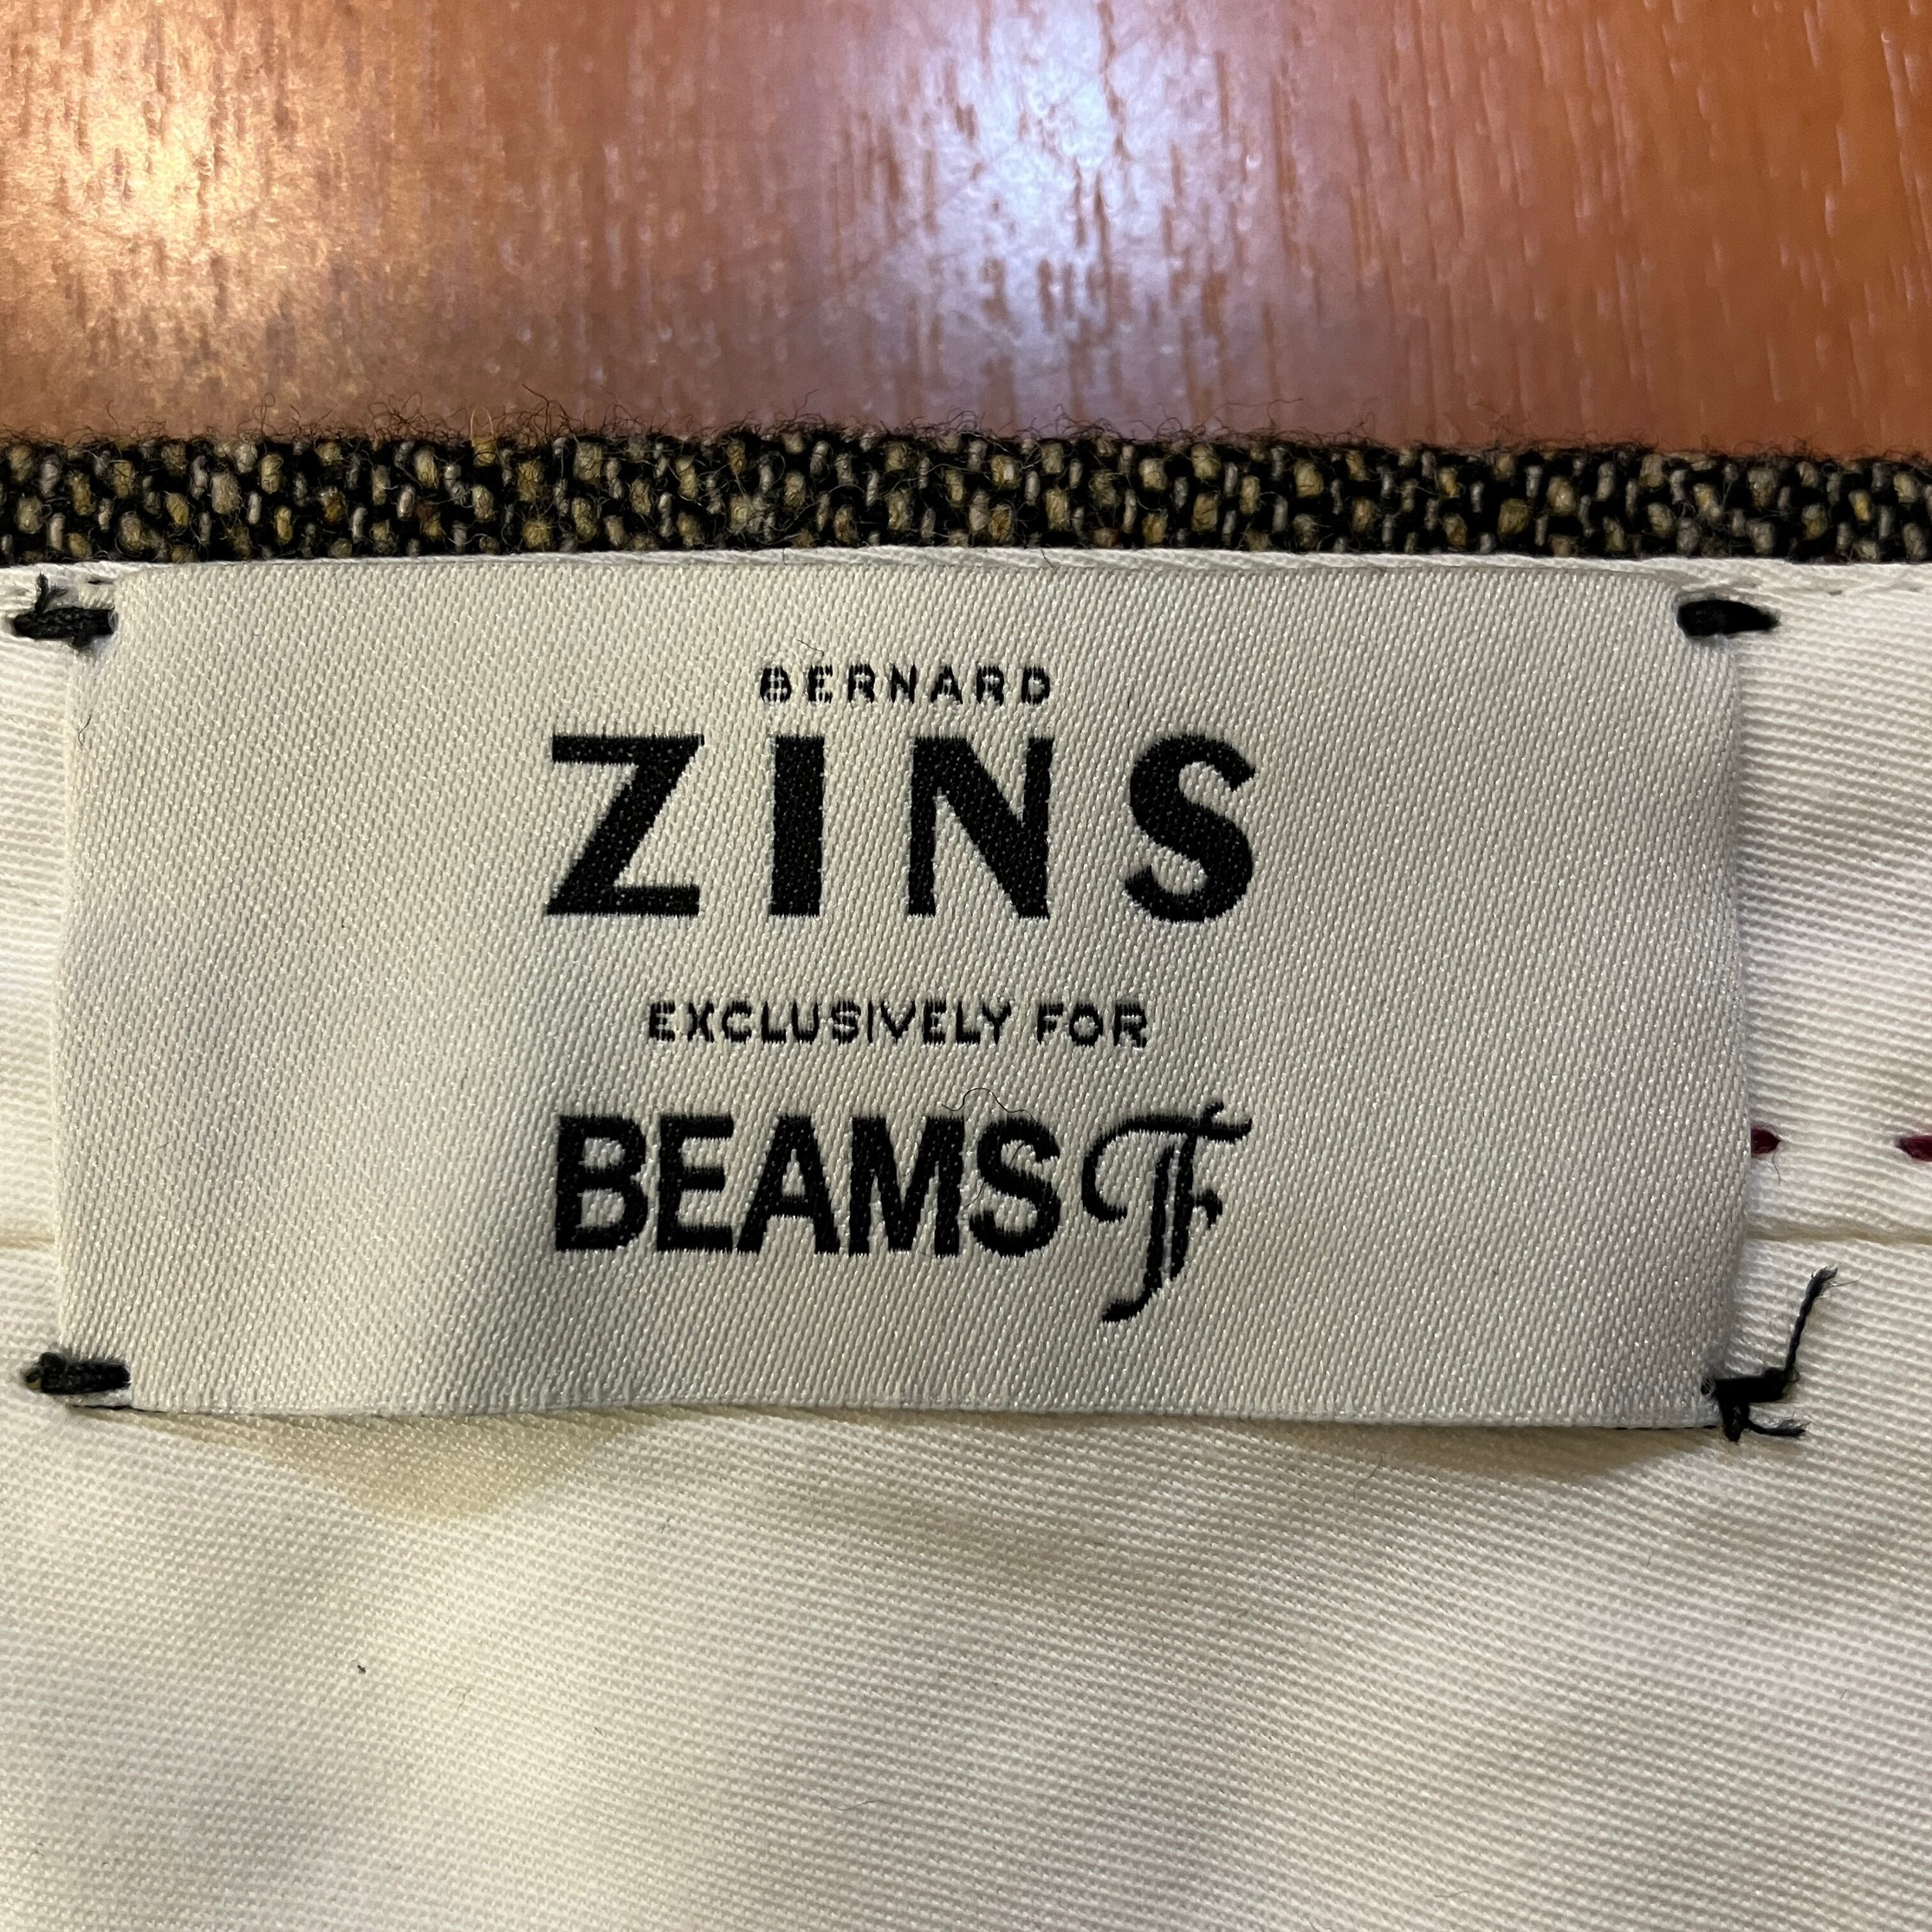 BERNARD
ZINS
EXCLUSIVELY FOR
BEAMS F